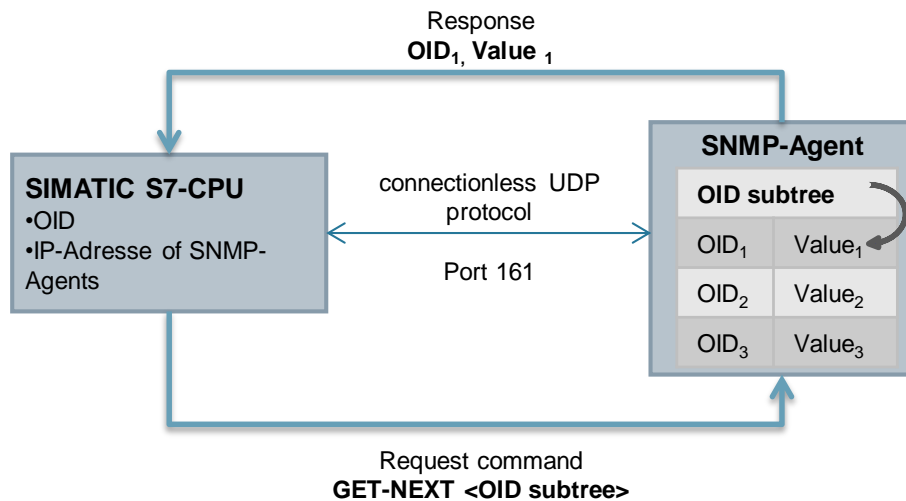 Response
OID₁, Value ₁
SIMATIC S7-CPU
•OID
•IP-Adresse of SNMP-
Agents
connectionless UDP
protocol
Port 161
SNMP-Agent
OID subtree
OID₁ Value₁
OID₂ Value₂
OID₃ Value₃
Request command
GET-NEXT <OID subtree>